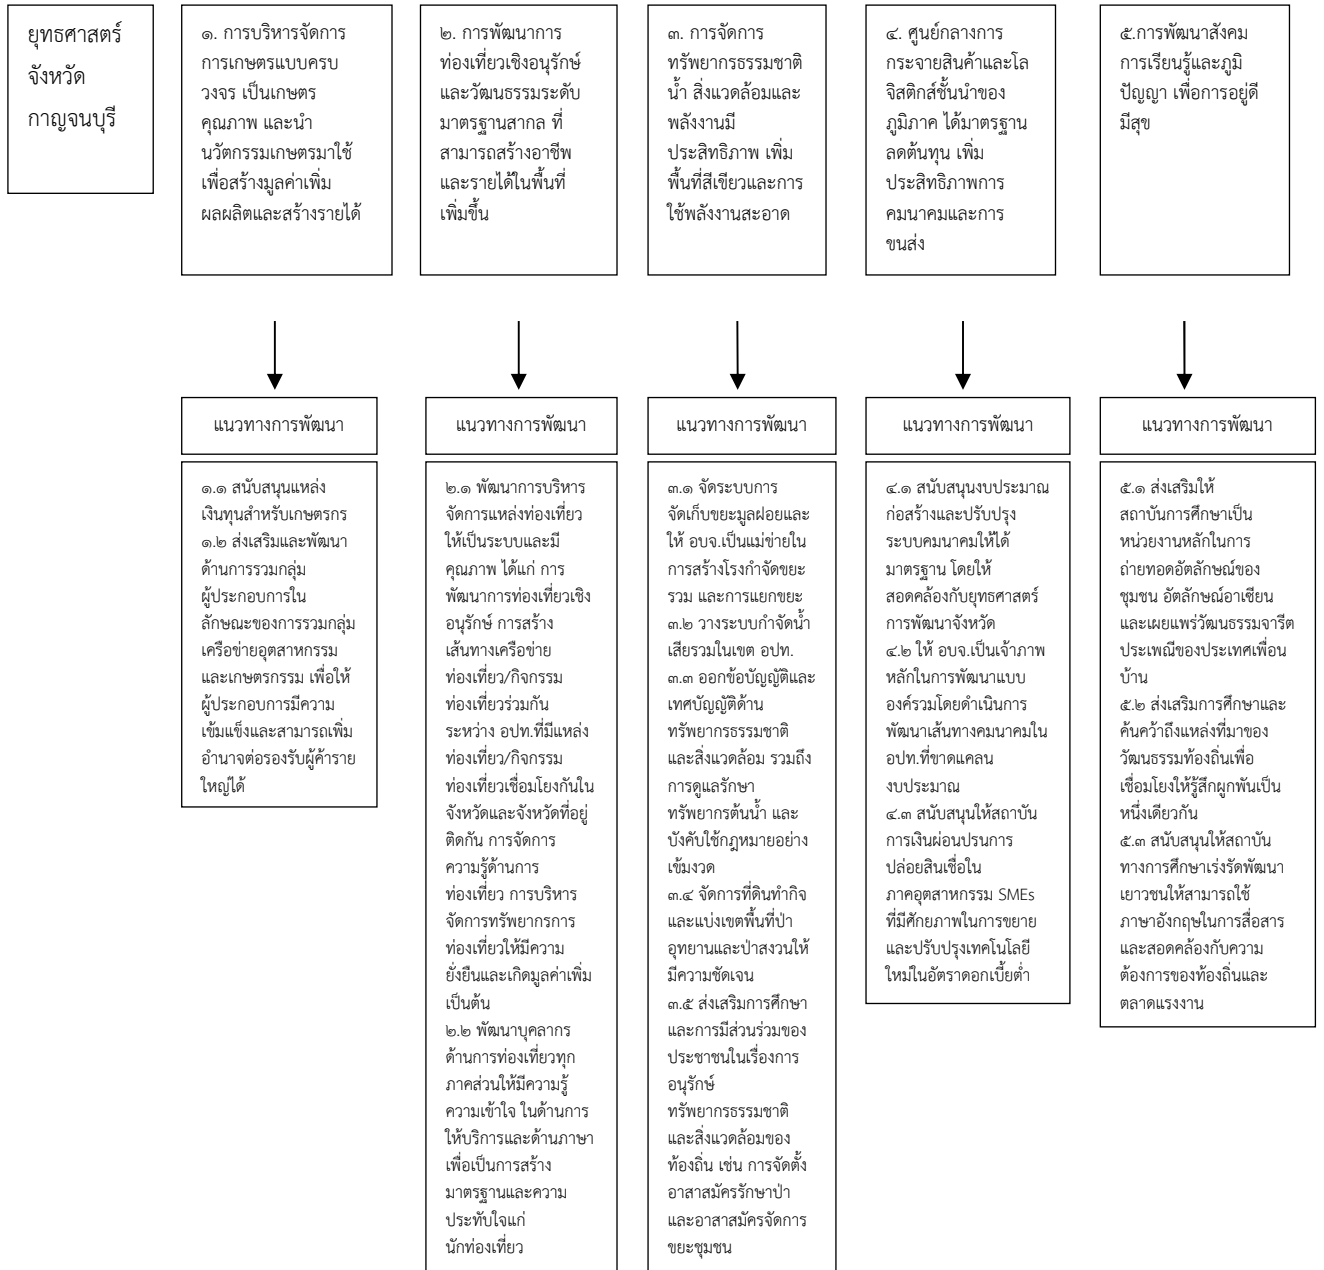 ยุทธศาสตร์
จังหวัด
กาญจนบุรี
๑. การบริหารจัดการ
การเกษตรแบบครบ
วงจร เป็นเกษตร
คุณภาพ และนำ
นวัตกรรมเกษตรมาใช้
เพื่อสร้างมูลค่าเพิ่ม
ผลผลิตและสร้างรายได้
๒. การพัฒนาการ
ท่องเที่ยวเชิงอนุรักษ์
และวัฒนธรรมระดับ
มาตรฐานสากล ที่
สามารถสร้างอาชีพ
และรายได้ในพื้นที่
เพิ่มขึ้น
๓. การจัดการ
ทรัพยากรธรรมชาติ
น้ำ สิ่งแวดล้อมและ
พลังงานมี
ประสิทธิภาพ เพิ่ม
พื้นที่สีเขียวและการ
ใช้พลังงานสะอาด
๔. ศูนย์กลางการ
กระจายสินค้าและโล
จิสติกส์ชั้นนำของ
ภูมิภาค ได้มาตรฐาน
ลดต้นทุน เพิ่ม
ประสิทธิภาพการ
คมนาคมและการ
ขนส่ง
๕.การพัฒนาสังคม
การเรียนรู้และภูมิ
ปัญญา เพื่อการอยู่ดี
มีสุข
แนวทางการพัฒนา
แนวทางการพัฒนา
แนวทางการพัฒนา
แนวทางการพัฒนา
แนวทางการพัฒนา
๑.๑ สนับสนุนแหล่ง
เงินทุนสำหรับเกษตรกร
๑.๒ ส่งเสริมและพัฒนา
ด้านการรวมกลุ่ม
ผู้ประกอบการใน
ลักษณะของการรวมกลุ่ม
เครือข่ายอุตสาหกรรม
และเกษตรกรรม เพื่อให้
ผู้ประกอบการมีความ
เข้มแข็งและสามารถเพิ่ม
อำนาจต่อรองรับผู้ค้าราย
ใหญ่ได้
๒.๑ พัฒนาการบริหาร
จัดการแหล่งท่องเที่ยว
ให้เป็นระบบและมี
คุณภาพ ได้แก่ การ
พัฒนาการท่องเที่ยวเชิง
อนุรักษ์ การสร้าง
เส้นทางเครือข่าย
ท่องเที่ยว/กิจกรรม
ท่องเที่ยวร่วมกัน
ระหว่าง อปท.ที่มีแหล่ง
ท่องเที่ยว/กิจกรรม
ท่องเที่ยวเชื่อมโยงกันใน
จังหวัดและจังหวัดที่อยู่
ติดกัน การจัดการ
ความรู้ด้านการ
ท่องเที่ยว การบริหาร
จัดการทรัพยากรการ
ท่องเที่ยวให้มีความ
ยั่งยืนและเกิดมูลค่าเพิ่ม
เป็นต้น
๒.๒ พัฒนาบุคลากร
ด้านการท่องเที่ยวทุก
ภาคส่วนให้มีความรู้
ความเข้าใจ ในด้านการ
ให้บริการและด้านภาษา
เพื่อเป็นการสร้าง
มาตรฐานและความ
ประทับใจแก่
นักท่องเที่ยว
๓.๑ จัดระบบการ
จัดเก็บขยะมูลฝอยและ
ให้ อบจ.เป็นแม่ข่ายใน
การสร้างโรงกำจัดขยะ
รวม และการแยกขยะ
๓.๒ วางระบบกำจัดน้ำ
เสียรวมในเขต อปท.
๓.๓ ออกข้อบัญญัติและ
เทศบัญญัติด้าน
ทรัพยากรธรรมชาติ
และสิ่งแวดล้อม รวมถึง
การดูแลรักษา
ทรัพยากรต้นน้ำ และ
บังคับใช้กฎหมายอย่าง
เข้มงวด
๓.๔ จัดการที่ดินทำกิจ
และแบ่งเขตพื้นที่ป่า
อุทยานและป่าสงวนให้
มีความชัดเจน
๓.๕ ส่งเสริมการศึกษา
และการมีส่วนร่วมของ
ประชาชนในเรื่องการ
อนุรักษ์
ทรัพยากรธรรมชาติ
และสิ่งแวดล้อมของ
ท้องถิ่น เช่น การจัดตั้ง
อาสาสมัครรักษาป่า
และอาสาสมัครจัดการ
ขยะชุมชน
๔.๑ สนับสนุนงบประมาณ
ก่อสร้างและปรับปรุง
ระบบคมนาคมให้ได้
มาตรฐาน โดยให้
สอดคล้องกับยุทธศาสตร์
การพัฒนาจังหวัด
๔.๒ ให้ อบจ.เป็นเจ้าภาพ
หลักในการพัฒนาแบบ
องค์รวมโดยดำเนินการ
พัฒนาเส้นทางคมนาคมใน
อปท.ที่ขาดแคลน
งบประมาณ
๔.๓ สนับสนุนให้สถาบัน
การเงินผ่อนปรนการ
ปล่อยสินเชื่อใน
ภาคอุตสาหกรรม SMEs
ที่มีศักยภาพในการขยาย
และปรับปรุงเทคโนโลยี
ใหม่ในอัตราดอกเบี้ยต่ำ
๕.๑ ส่งเสริมให้
สถาบันการศึกษาเป็น
หน่วยงานหลักในการ
ถ่ายทอดอัตลักษณ์ของ
ชุมชน อัตลักษณ์อาเซียน
และเผยแพร่วัฒนธรรมจารีต
ประเพณีของประเทศเพื่อน
บ้าน
๕.๒ ส่งเสริมการศึกษาและ
ค้นคว้าถึงแหล่งที่มาของ
วัฒนธรรมท้องถิ่นเพื่อ
เชื่อมโยงให้รู้สึกผูกพันเป็น
หนึ่งเดียวกัน
๕.๓ สนับสนุนให้สถาบัน
ทางการศึกษาเร่งรัดพัฒนา
เยาวชนให้สามารถใช้
ภาษาอังกฤษในการสื่อสาร
และสอดคล้องกับความ
ต้องการของท้องถิ่นและ
ตลาดแรงงาน